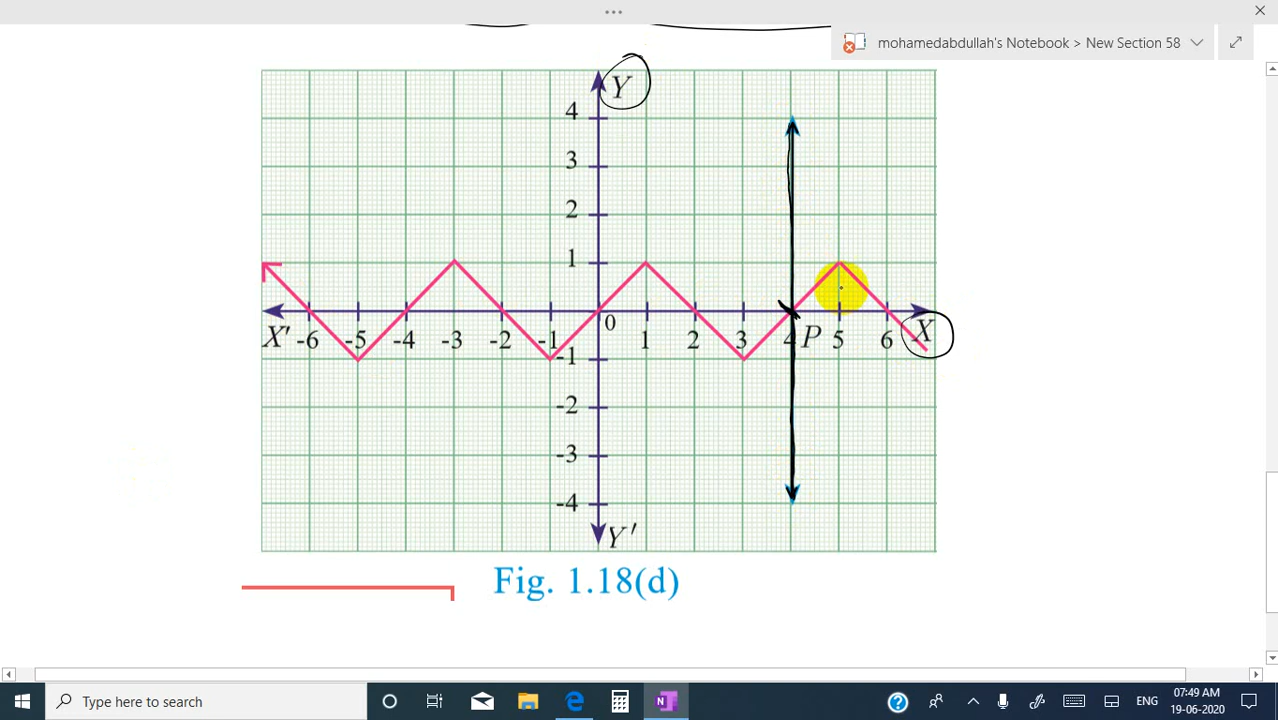 mohamedabdullah's Notebook > New Section 58
Y
4
3
2
1
X' -6 -5 -4 -3 -2 -1 0 1 2 3 4 P 5 6 X
-1
-2
-3
-4
Y'
Fig. 1.18(d)
Type here to search
ENG
07:49 AM
19-06-2020